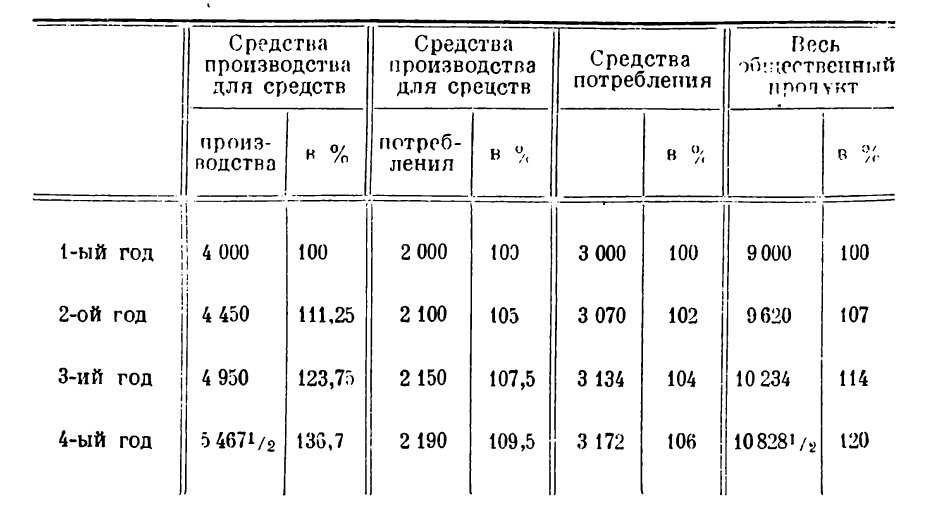 Средства производства для средств | Средства производства для средств | Средства потребления | Весь общественный продукт
производства | в % | потребления | в % | | в % | | в %
1-ый год | 4 000 | 100 | 2 000 | 100 | 3 000 | 100 | 9 000 | 100
2-ой год | 4 450 | 111,25 | 2 100 | 105 | 3 070 | 102 | 9 620 | 107
3-ий год | 4 950 | 123,75 | 2 150 | 107,5 | 3 134 | 104 | 10 234 | 114
4-ый год | 5 467 1/2 | 136,7 | 2 190 | 109,5 | 3 172 | 106 | 10 828 1/2 | 120